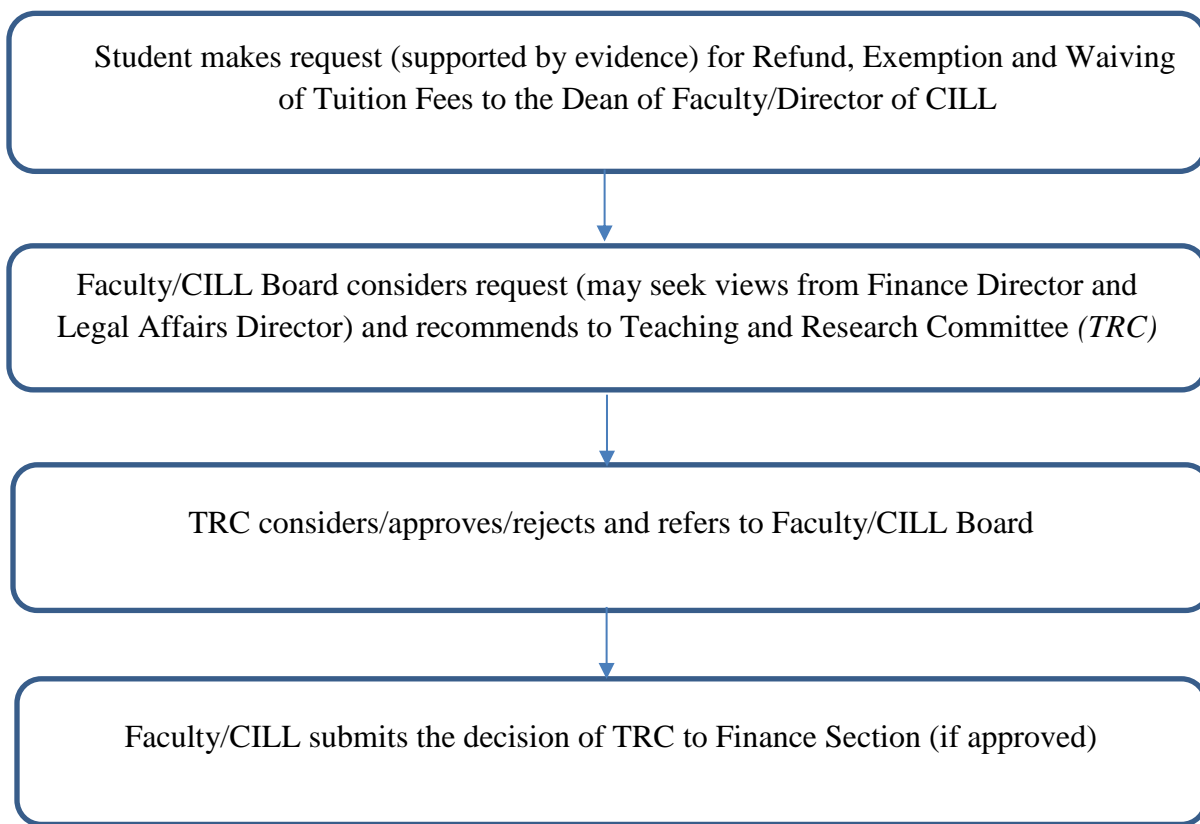 Student makes request (supported by evidence) for Refund, Exemption and Waiving
of Tuition Fees to the Dean of Faculty/Director of CILL
Faculty/CILL Board considers request (may seek views from Finance Director and
Legal Affairs Director) and recommends to Teaching and Research Committee (TRC)
TRC considers/approves/rejects and refers to Faculty/CILL Board
Faculty/CILL submits the decision of TRC to Finance Section (if approved)